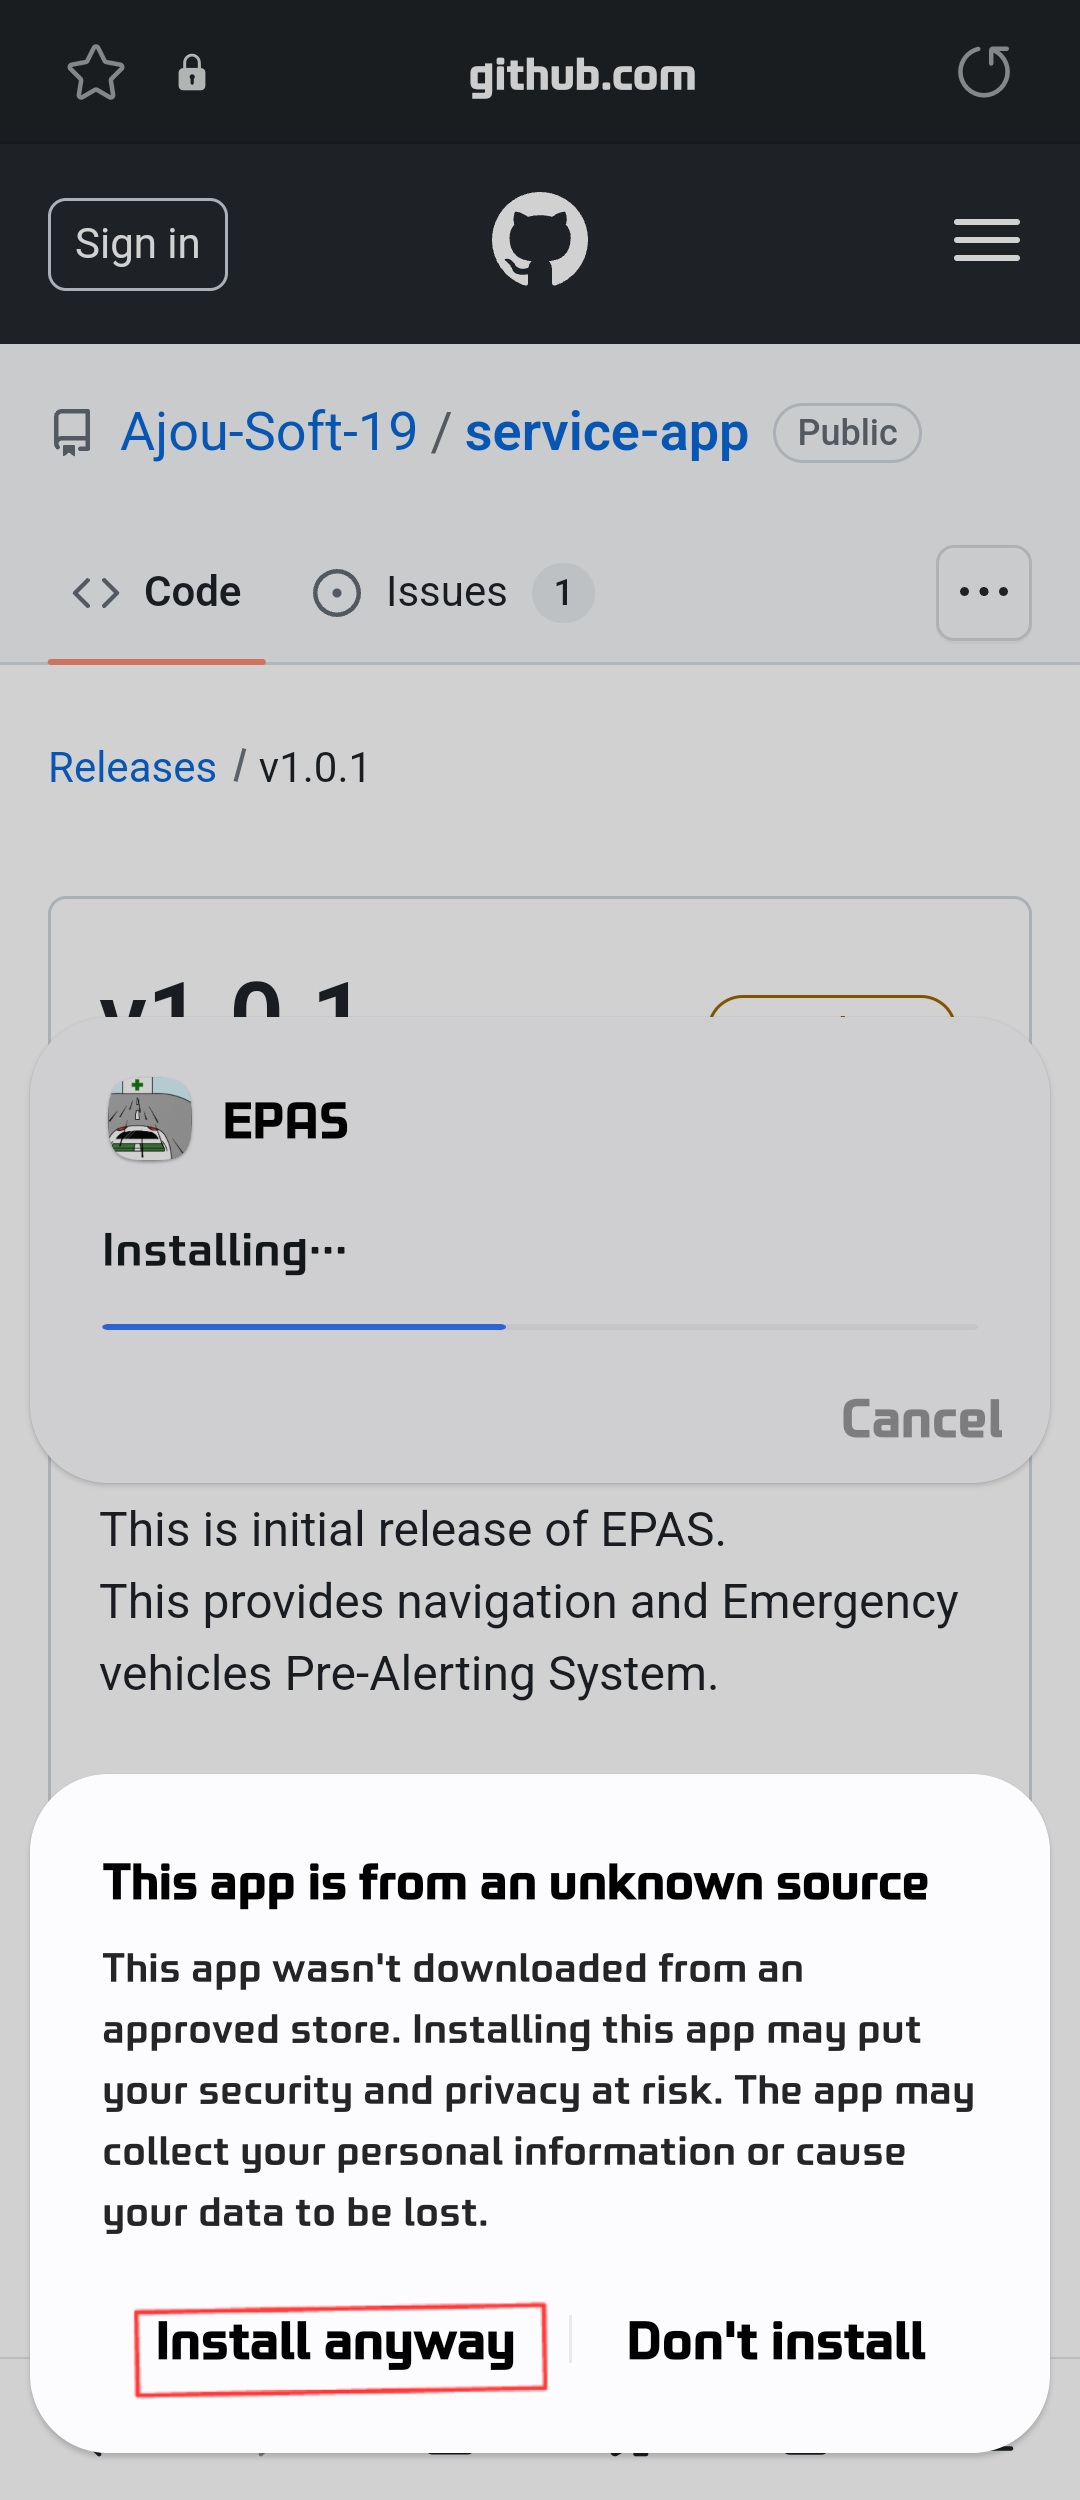 github.com
Sign in
Ajou-Soft-19 / service-app Public
Code Issues 1
Releases / v1.0.1
v1.0.1
EPAS
Installing...
Cancel
This is initial release of EPAS.
This provides navigation and Emergency
vehicles Pre-Alerting System.
This app is from an unknown source
This app wasn't downloaded from an
approved store. Installing this app may put
your security and privacy at risk. The app may
collect your personal information or cause
your data to be lost.
Install anyway Don't install